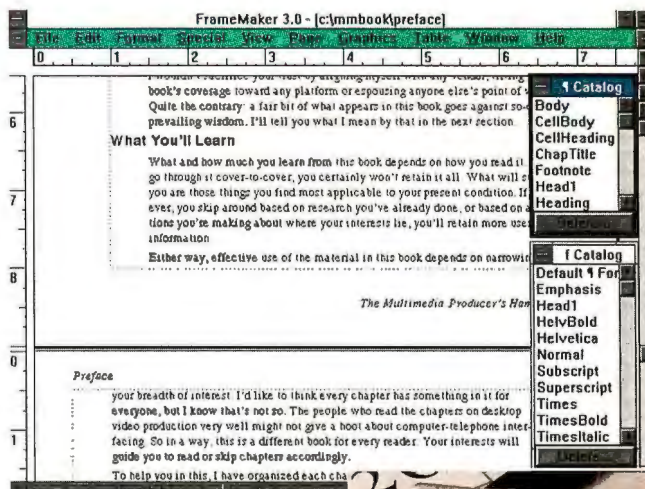 FrameMaker 3.0 - [c:\mmbook\preface]
File Edit Format Special View Page Graphics Table Window Help
0 1 2 3 4 5 6 7
book's coverage toward any platform or espousing anyone else's point of
Quite the contrary: a fair bit of what appears in this book goes against so-
prevailing wisdom. I'll tell you what I mean by that in the next section.
What You'll Learn
What and how much you learn from this book depends on how you read it.
go through it cover-to-cover, you certainly won't retain it all. What will
you are those things you find most applicable to your present condition. If
ever, you skip around based on research you've already done, or based on
tions you're making about where your interests lie, you'll retain more
information
Either way, effective use of the material in this book depends on
The Multimedia Producer's
6
7
8
0
1
Preface
your breadth of interest. I'd like to think every chapter has something in it for
everyone, but I know that's not so. The people who read the chapters on desktop
video production very well might not give a hoot about computer-telephone inter-
facing. So in a way, this is a different book for every reader. Your interests will
guide you to read or skip chapters accordingly.
To help you in this, I have organized each cha
¶ Catalog
Body
CellBody
CellHeading
ChapTitle
Footnote
Head1
Heading
Delete...
f Catalog
Default ¶ For
Emphasis
Head1
HelvBold
Helvetica
Normal
Subscript
Superscript
Times
TimesBold
TimesItalic
Delete...